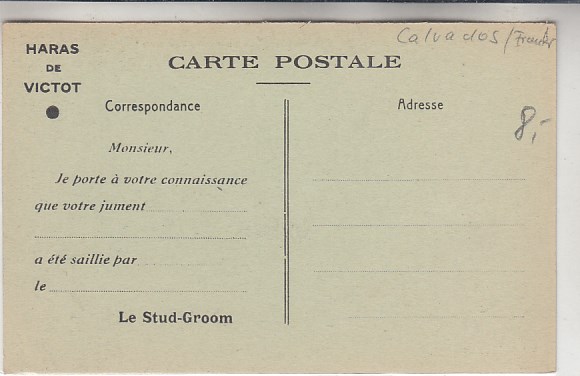 HARAS
DE
VICTOT
CARTE POSTALE
Calvados/
8,-
Correspondance
Adresse
Monsieur,
Je porte à votre connaissance
que votre jument
a été saillie par
le
Le Stud-Groom